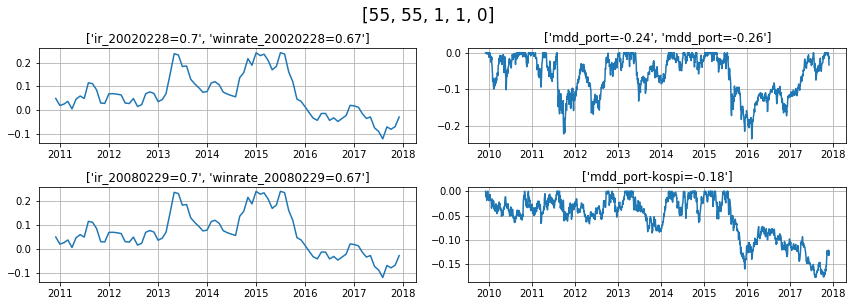 [55, 55, 1, 1, 0]
['ir_20020228=0.7', 'winrate_20020228=0.67']
0.2
0.1
0.0
−0.1
2011 2012 2013 2014 2015 2016 2017 2018
['mdd_port=-0.24', 'mdd_port=-0.26']
0.0
−0.1
−0.2
2010 2011 2012 2013 2014 2015 2016 2017 2018
['ir_20080229=0.7', 'winrate_20080229=0.67']
0.2
0.1
0.0
−0.1
2011 2012 2013 2014 2015 2016 2017 2018
['mdd_port-kospi=-0.18']
0.00
−0.05
−0.10
−0.15
2010 2011 2012 2013 2014 2015 2016 2017 2018